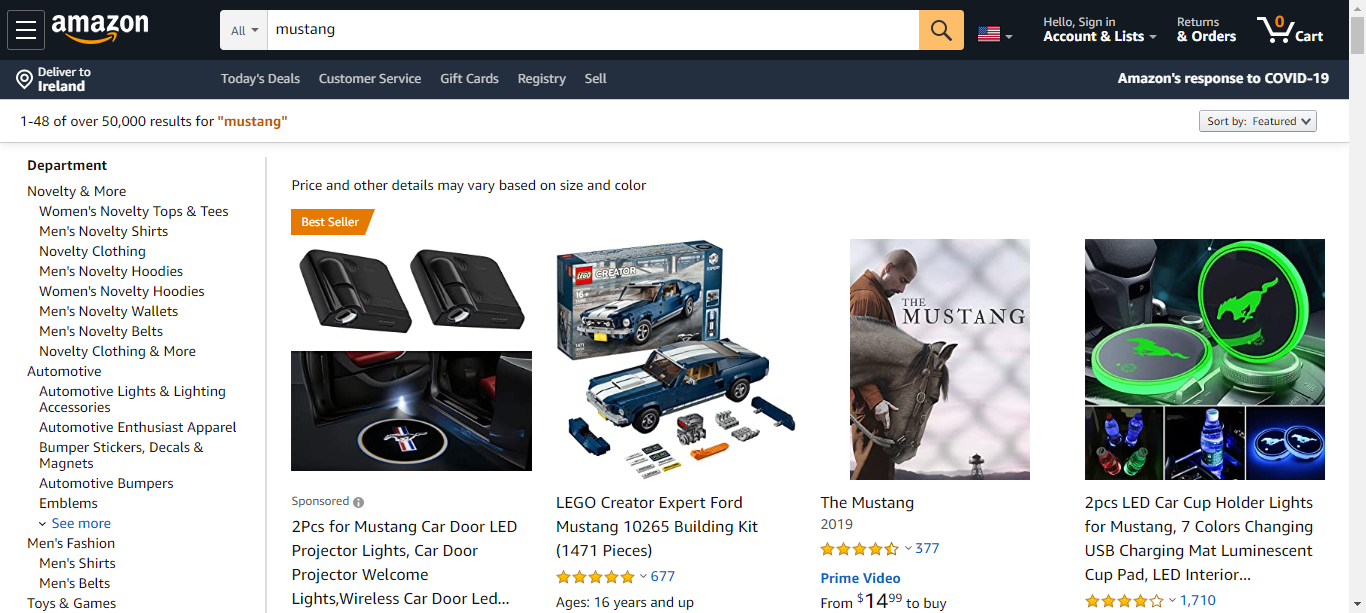 amazon
All
mustang
Hello, Sign in
Account & Lists
Returns
& Orders
0
Cart
Deliver to
Ireland
Today's Deals
Customer Service
Gift Cards
Registry
Sell
Amazon's response to COVID-19
1-48 of over 50,000 results for "mustang"
Sort by: Featured
Department
Novelty & More
Women's Novelty Tops & Tees
Men's Novelty Shirts
Novelty Clothing
Men's Novelty Hoodies
Women's Novelty Hoodies
Men's Novelty Wallets
Men's Novelty Belts
Novelty Clothing & More
Automotive
Automotive Lights & Lighting
Accessories
Automotive Enthusiast Apparel
Bumper Stickers, Decals &
Magnets
Automotive Bumpers
Emblems
See more
Men's Fashion
Men's Shirts
Men's Belts
Toys & Games
Price and other details may vary based on size and color
Best Seller
Sponsored
2Pcs for Mustang Car Door LED
Projector Lights, Car Door
Projector Welcome
Lights,Wireless Car Door Led...
LEGO CREATOR
16+
LEGO Creator Expert Ford
Mustang 10265 Building Kit
(1471 Pieces)
677
Ages: 16 years and up
THE
MUSTANG
The Mustang
2019
377
Prime Video
From $14.99 to buy
2pcs LED Car Cup Holder Lights
for Mustang, 7 Colors Changing
USB Charging Mat Luminescent
Cup Pad, LED Interior...
1,710